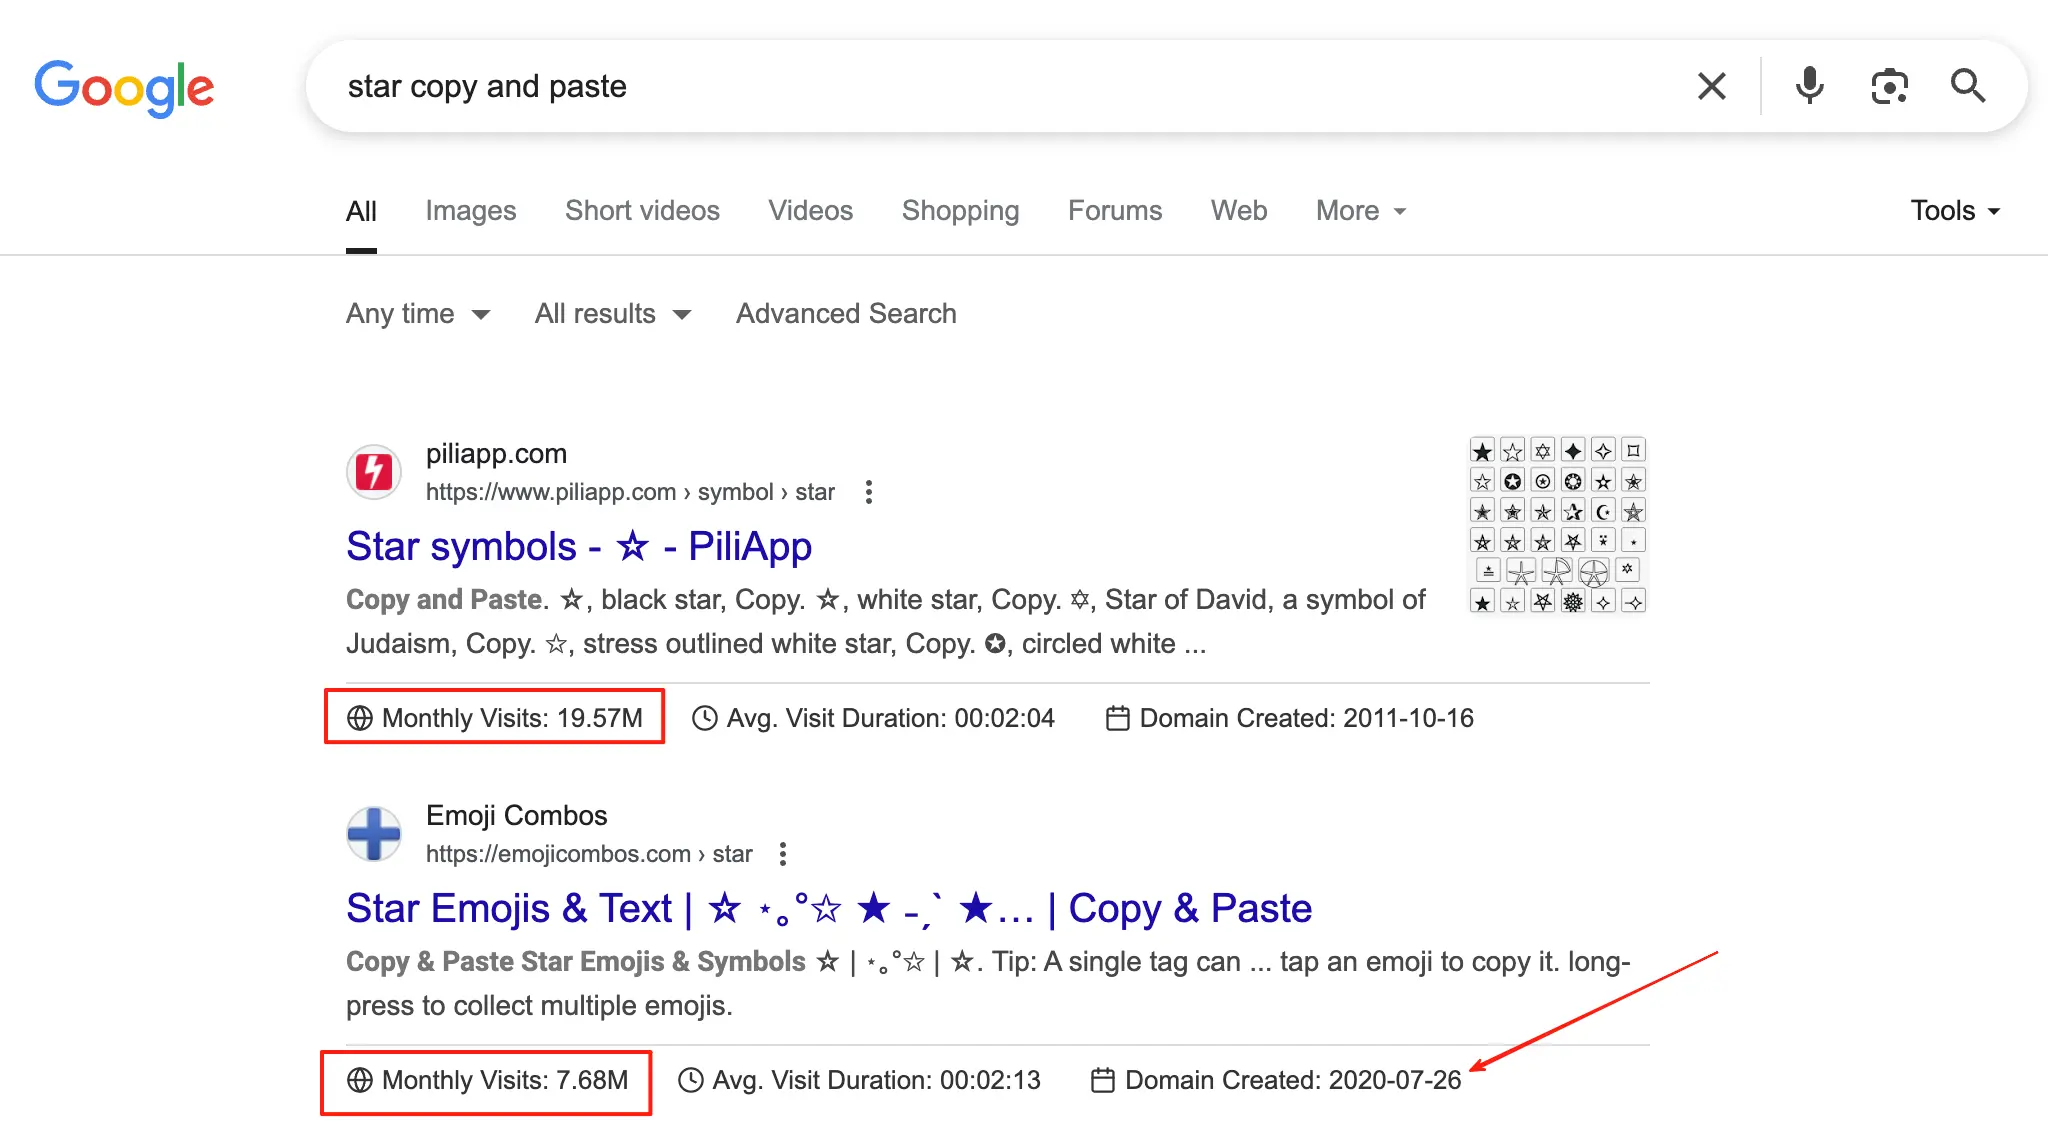 Google
star copy and paste
All Images Short videos Videos Shopping Forums Web More Tools
Any time All results Advanced Search
piliapp.com
https://www.piliapp.com › symbol › star
Star symbols - ☆ - PiliApp
Copy and Paste. ☆, black star, Copy. ☆, white star, Copy. ✡, Star of David, a symbol of
Judaism, Copy. ⚝, stress outlined white star, Copy. ✪, circled white ...
Monthly Visits: 19.57M Avg. Visit Duration: 00:02:04 Domain Created: 2011-10-16
Emoji Combos
https://emojicombos.com › star
Star Emojis & Text | ☆ ⋆｡°✩ ★ ˗ˏˋ ★… | Copy & Paste
Copy & Paste Star Emojis & Symbols ☆ | ⋆｡°✩ | ☆. Tip: A single tag can ... tap an emoji to copy it. long-
press to collect multiple emojis.
Monthly Visits: 7.68M Avg. Visit Duration: 00:02:13 Domain Created: 2020-07-26